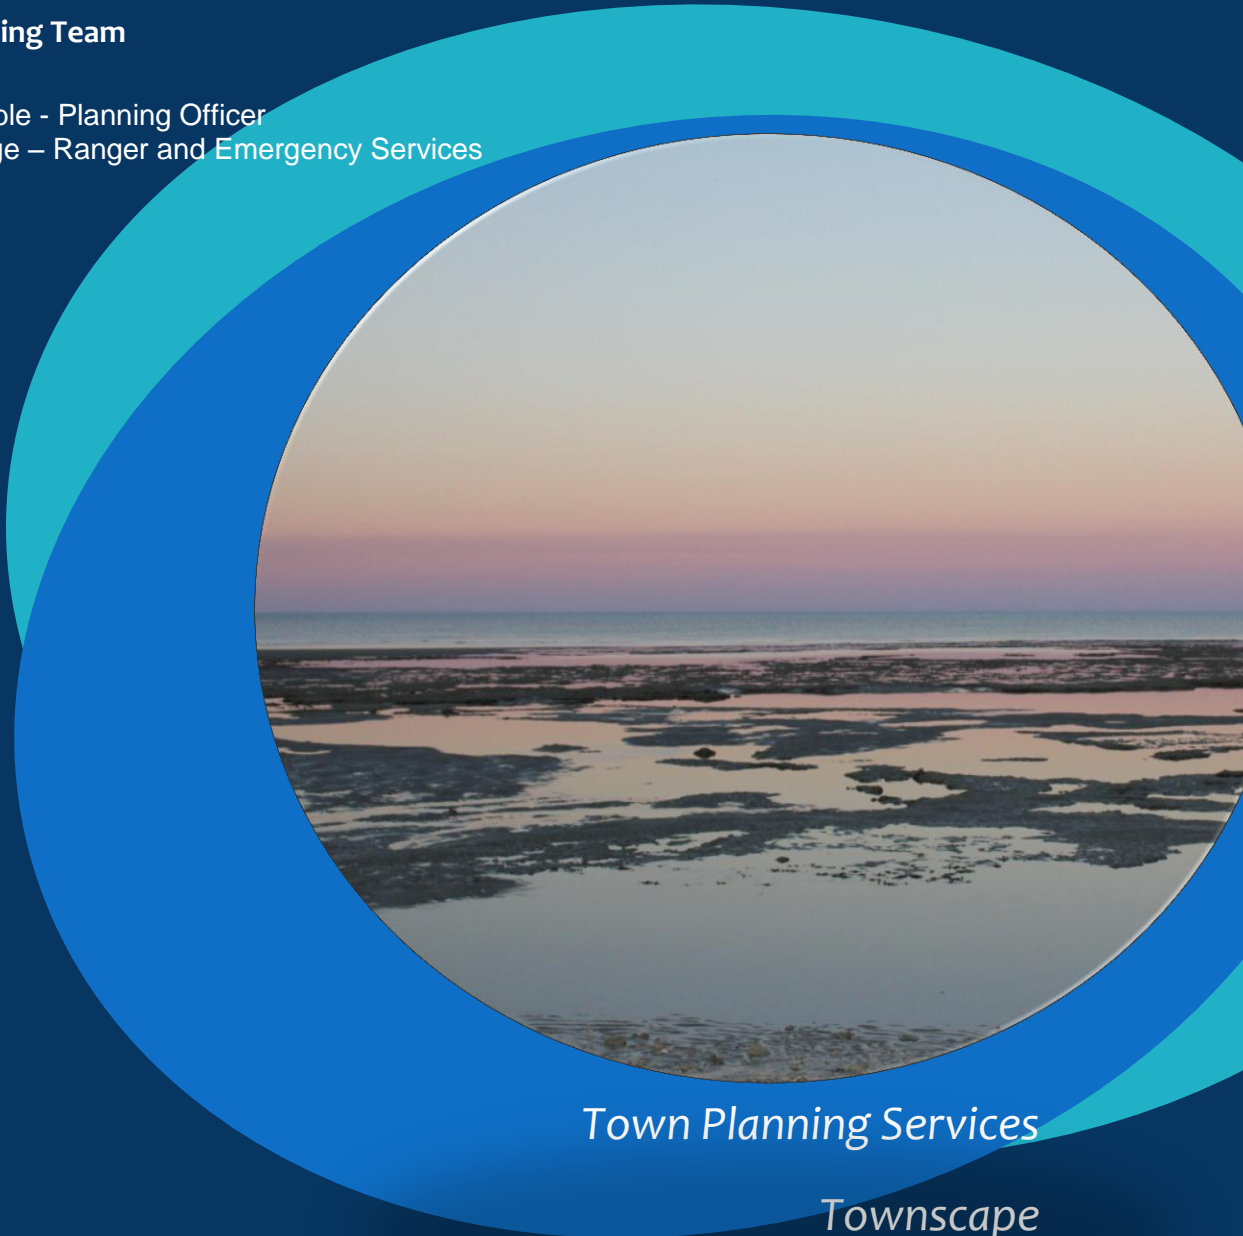 ing Team
ole - Planning Officer
ge – Ranger and Emergency Services
Town Planning Services
Townscape